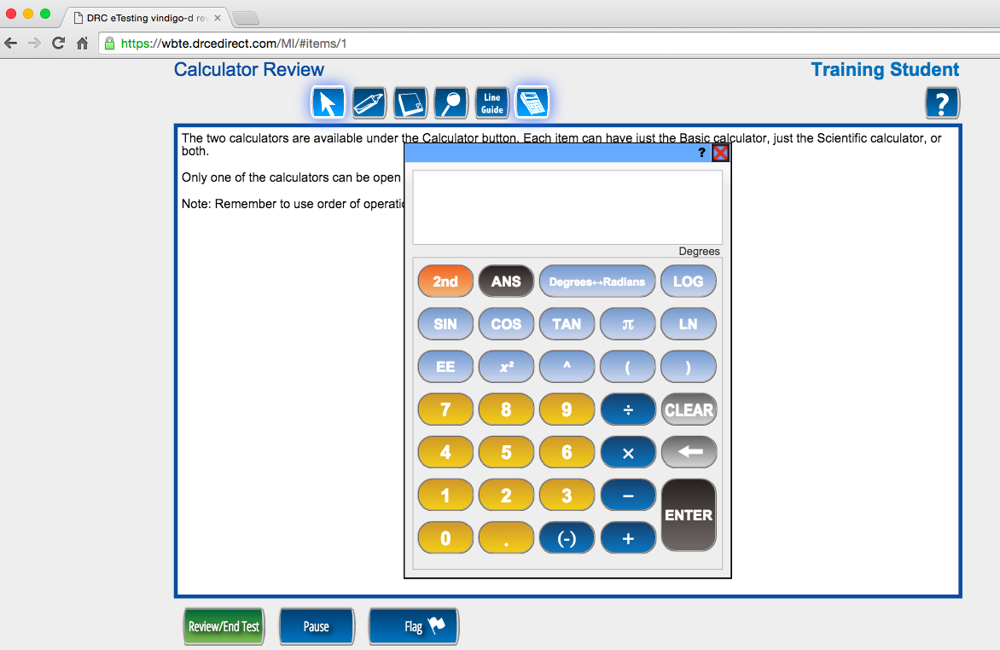 DRC eTesting vindigo-d re
https://wbte.drcedirect.com/MI/#items/1
Calculator Review
Training Student
Line
Guide
?
The two calculators are available under the Calculator button. Each item can have just the Basic calculator, just the Scientific calculator, or
both.
Only one of the calculators can be open
Note: Remember to use order of operati
?
Degrees
2nd ANS Degrees↔Radians LOG
SIN COS TAN π LN
EE x² ^ ( )
7 8 9 ÷ CLEAR
4 5 6 × ←
1 2 3 − ENTER
0 . (-) +
Review/End Test Pause Flag